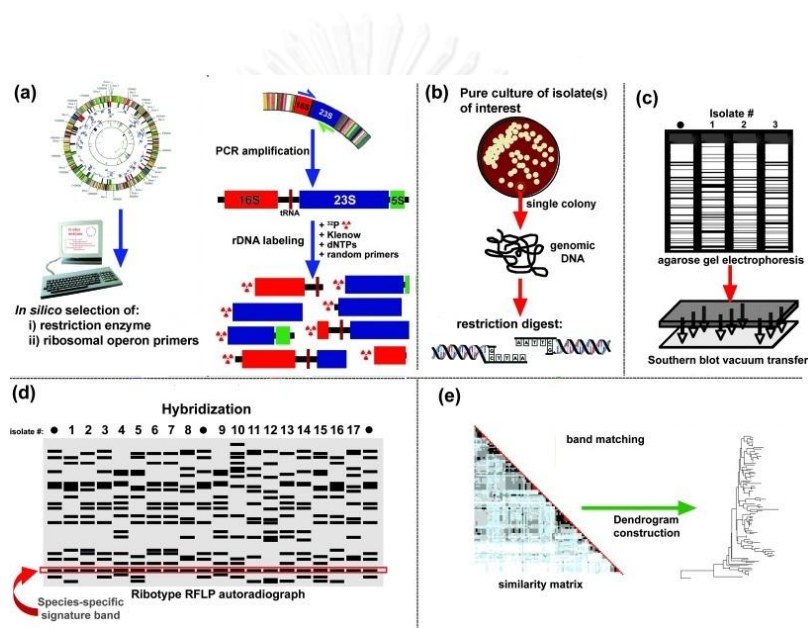 (a)
PCR amplification
16S
23S
16S
23S
5S
tRNA
rDNA labeling
+ ³²P
+ Klenow
+ dNTPs
+ random primers
In silico selection of:
i) restriction enzyme
ii) ribosomal operon primers
(b)
Pure culture of isolate(s)
of interest
single colony
genomic
DNA
restriction digest:
A A T T C
G
G
C T T A A
(c)
Isolate #
● 1 2 3
agarose gel electrophoresis
Southern blot vacuum transfer
(d)
Hybridization
isolate #: ● 1 2 3 4 5 6 7 8 ● 9 10 11 12 13 14 15 16 17 ●
Species-specific
signature band
Ribotype RFLP autoradiograph
(e)
band matching
Dendrogram
construction
similarity matrix